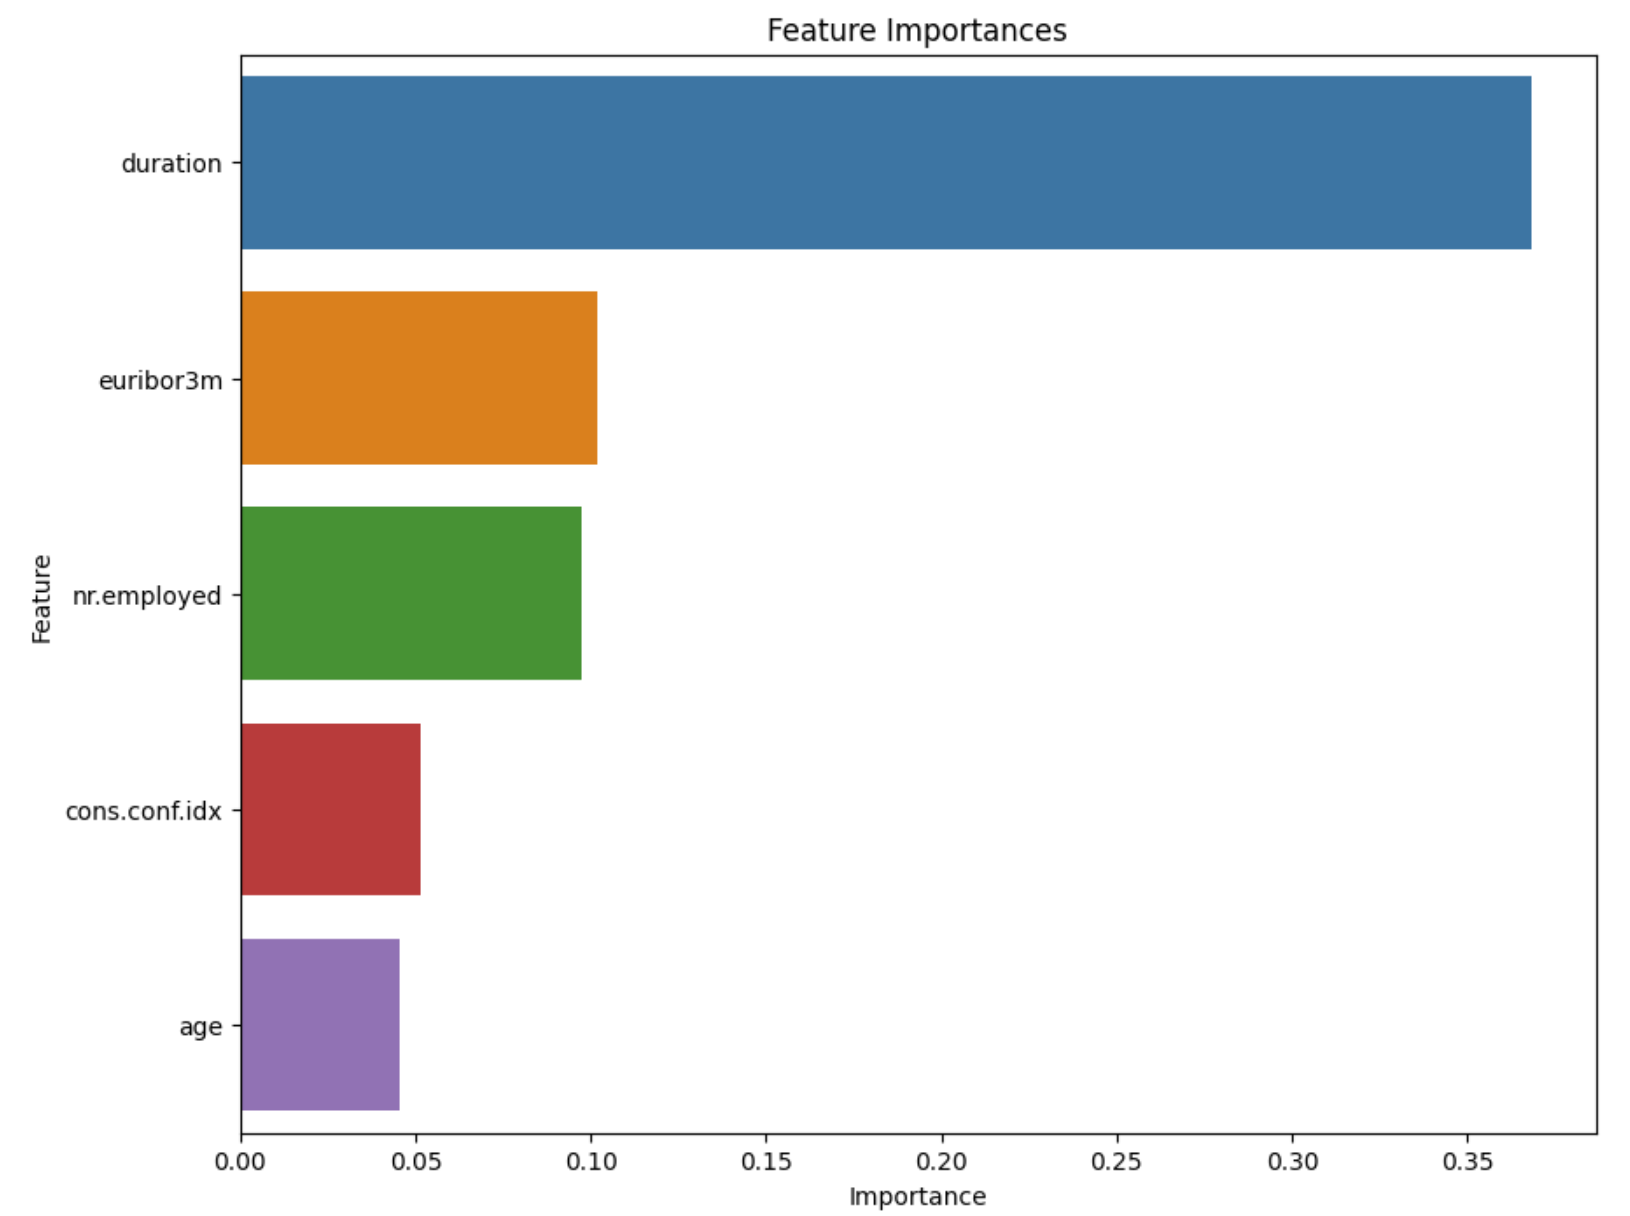 Feature Importances
Feature
duration
euribor3m
nr.employed
cons.conf.idx
age
0.00 0.05 0.10 0.15 0.20 0.25 0.30 0.35
Importance